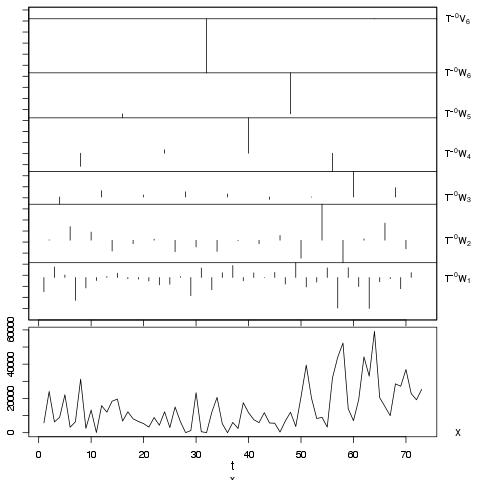 T⁻⁰V₆
T⁻⁰W₆
T⁻⁰W₅
T⁻⁰W₄
T⁻⁰W₃
T⁻⁰W₂
T⁻⁰W₁
60000
40000
20000
0
X
0 10 20 30 40 50 60 70
t
x